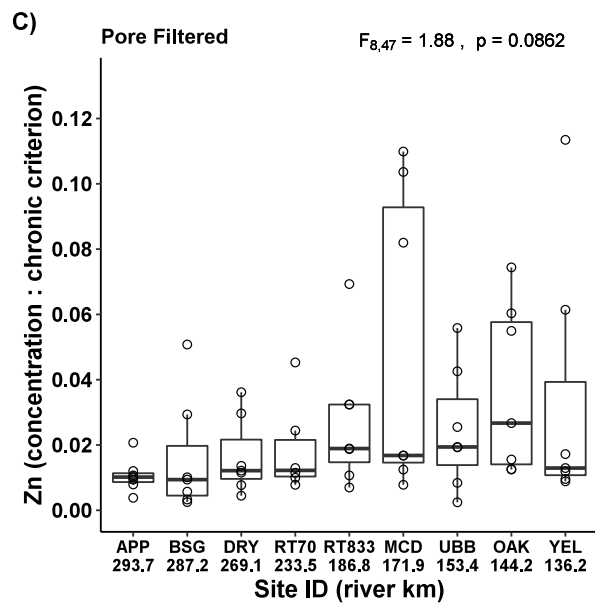 C)
Pore Filtered
F8,47 = 1.88 , p = 0.0862
Zn (concentration : chronic criterion)
0.12
0.10
0.08
0.06
0.04
0.02
0.00
APP BSG DRY RT70 RT833 MCD UBB OAK YEL
293.7 287.2 269.1 233.5 186.8 171.9 153.4 144.2 136.2
Site ID (river km)